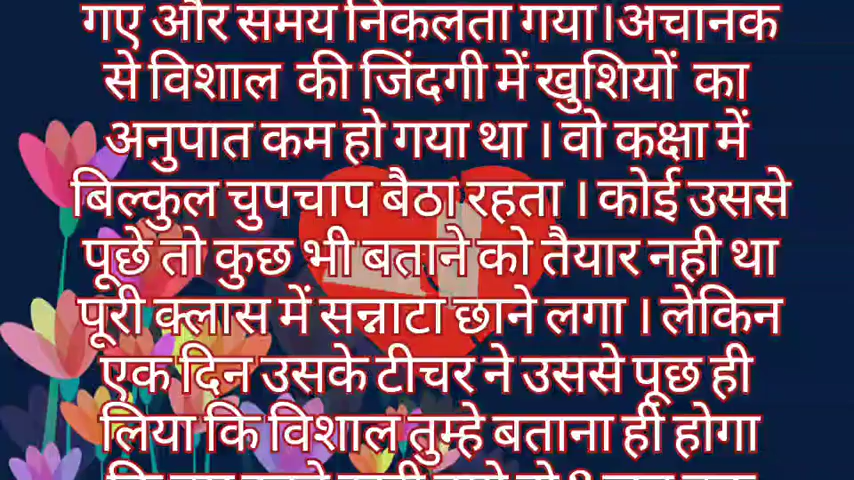 गए और समय निकलता गया।अचानक
से विशाल की जिंदगी में खुशियों का
अनुपात कम हो गया था । वो कक्षा में
बिल्कुल चुपचाप बैठा रहता । कोई उससे
पूछे तो कुछ भी बताने को तैयार नही था
पूरी क्लास में सन्नाटा छाने लगा । लेकिन
एक दिन उसके टीचर ने उससे पूछ ही
लिया कि विशाल तुम्हे बताना ही होगा